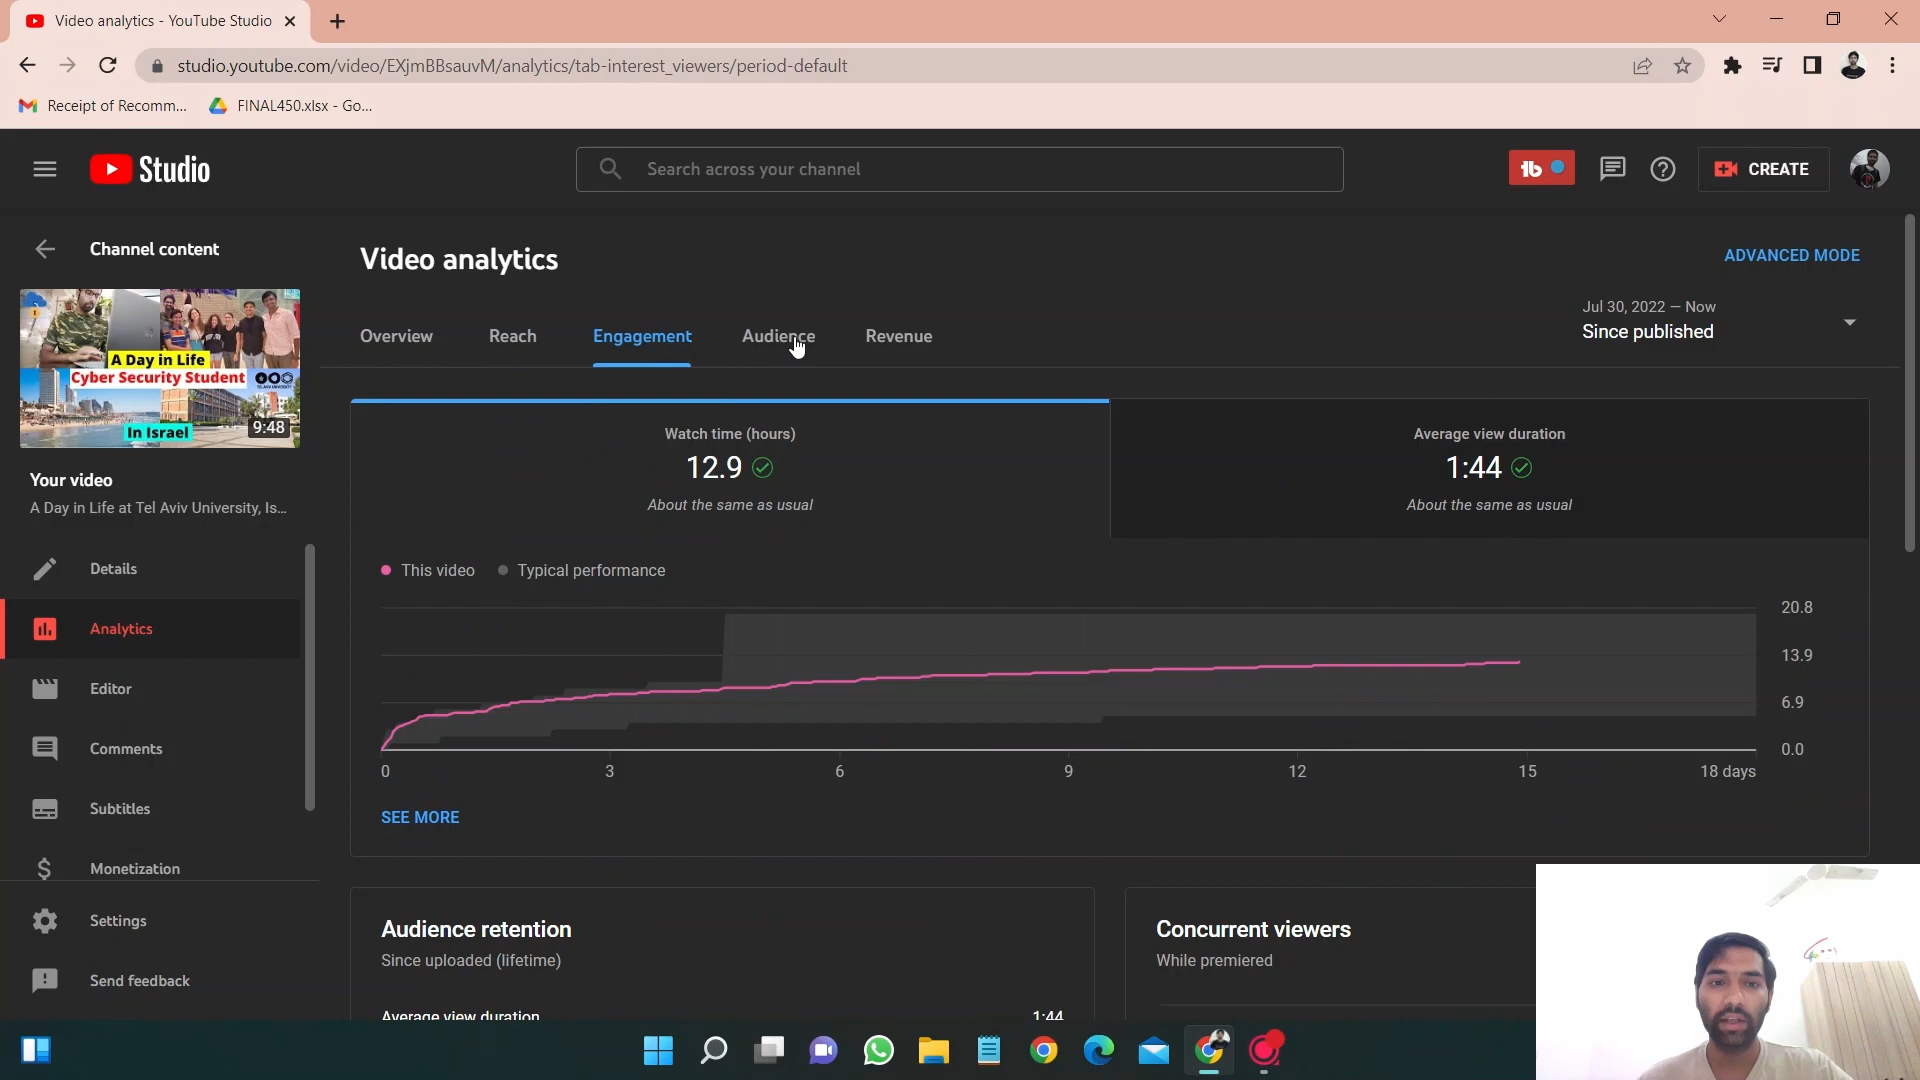 Video analytics - YouTube Studio
studio.youtube.com/video/EXjmBBsauvM/analytics/tab-interest_viewers/period-default
Receipt of Recomm...
FINAL450.xlsx - Go...
Studio
Search across your channel
CREATE
Channel content
Video analytics
ADVANCED MODE
Jul 30, 2022 – Now
Since published
Overview
Reach
Engagement
Audience
Revenue
A Day in Life
Cyber Security Student
In Israel
9:48
Your video
A Day in Life at Tel Aviv University, Is...
Details
Analytics
Editor
Comments
Subtitles
Monetization
Settings
Send feedback
Watch time (hours)
12.9
About the same as usual
Average view duration
1:44
About the same as usual
This video
Typical performance
20.8
13.9
6.9
0.0
0 3 6 9 12 15 18 days
SEE MORE
Audience retention
Since uploaded (lifetime)
Average view duration 1:44
Concurrent viewers
While premiered